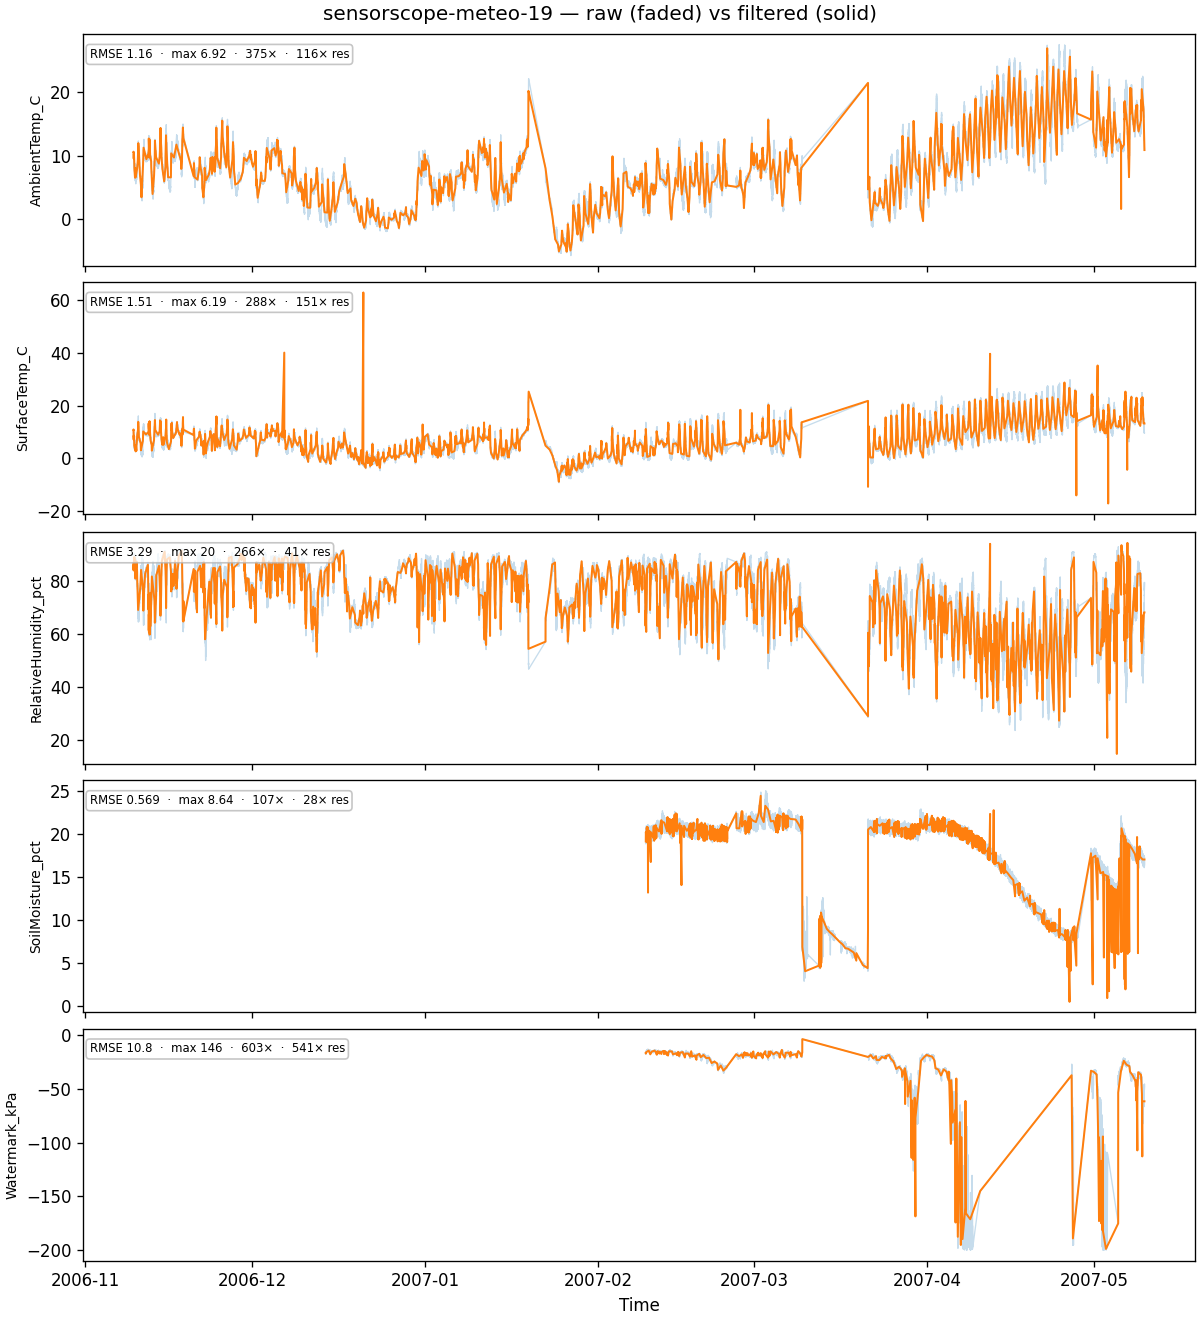 sensorscope-meteo-19 — raw (faded) vs filtered (solid)
RMSE 1.16 · max 6.92 · 375× · 116× res
AmbientTemp_C
20
10
0
RMSE 1.51 · max 6.19 · 288× · 151× res
SurfaceTemp_C
60
40
20
0
−20
RMSE 3.29 · max 20 · 266× · 41× res
RelativeHumidity_pct
80
60
40
20
RMSE 0.569 · max 8.64 · 107× · 28× res
SoilMoisture_pct
25
20
15
10
5
0
RMSE 10.8 · max 146 · 603× · 541× res
Watermark_kPa
0
−50
−100
−150
−200
2006-11 2006-12 2007-01 2007-02 2007-03 2007-04 2007-05
Time